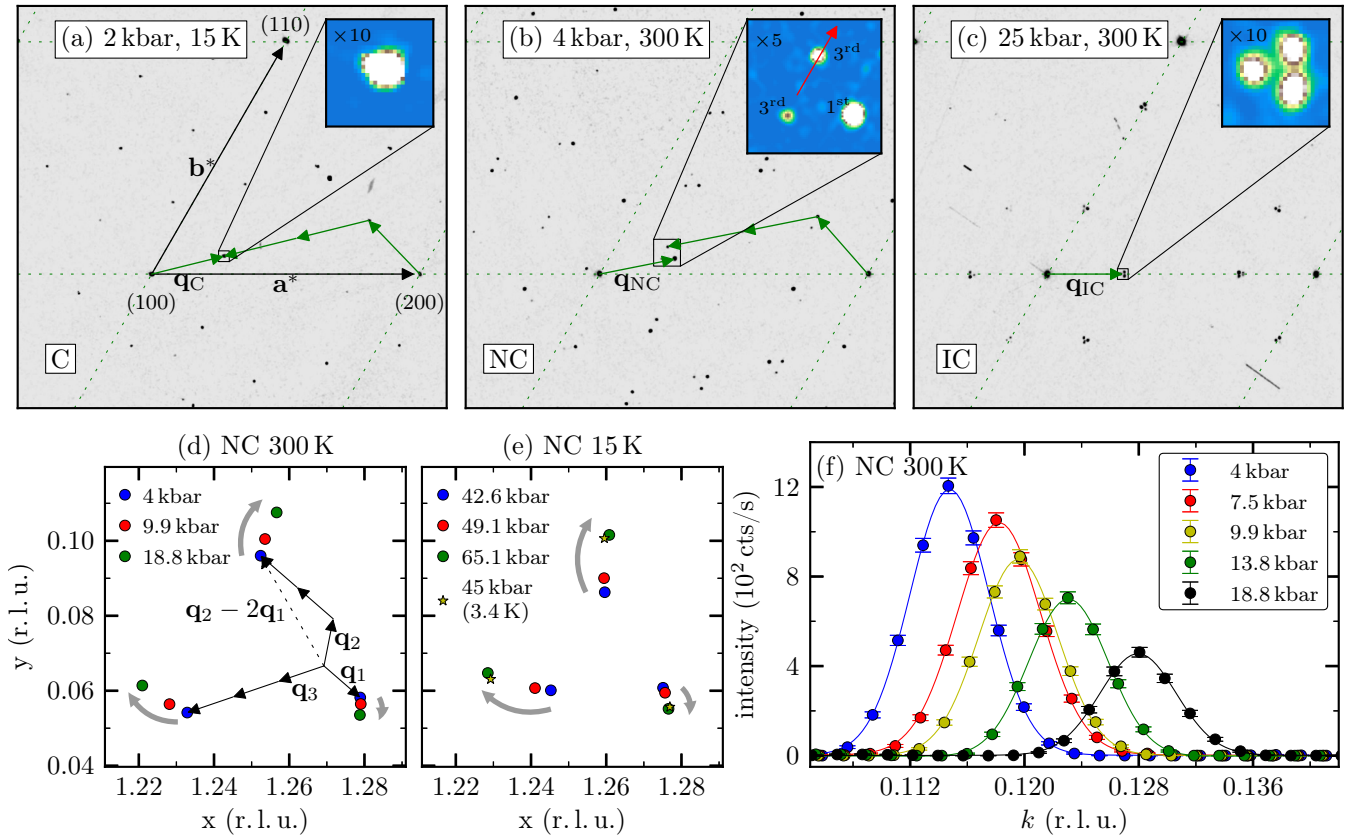 (a) 2 kbar, 15 K
(110)
×10
b*
q_C
a*
(100)
(200)
C
(b) 4 kbar, 300 K
×5
3rd
3rd
1st
q_NC
NC
(c) 25 kbar, 300 K
×10
q_IC
IC
(d) NC 300 K
4 kbar
9.9 kbar
18.8 kbar
q_2 − 2q_1
q_2
q_1
q_3
0.10
0.08
0.06
0.04
y (r. l. u.)
1.22 1.24 1.26 1.28
x (r. l. u.)
(e) NC 15 K
42.6 kbar
49.1 kbar
65.1 kbar
45 kbar
(3.4 K)
1.22 1.24 1.26 1.28
x (r. l. u.)
(f) NC 300 K
4 kbar
7.5 kbar
9.9 kbar
13.8 kbar
18.8 kbar
12
8
4
0
intensity (10² cts/s)
0.112 0.120 0.128 0.136
k (r. l. u.)